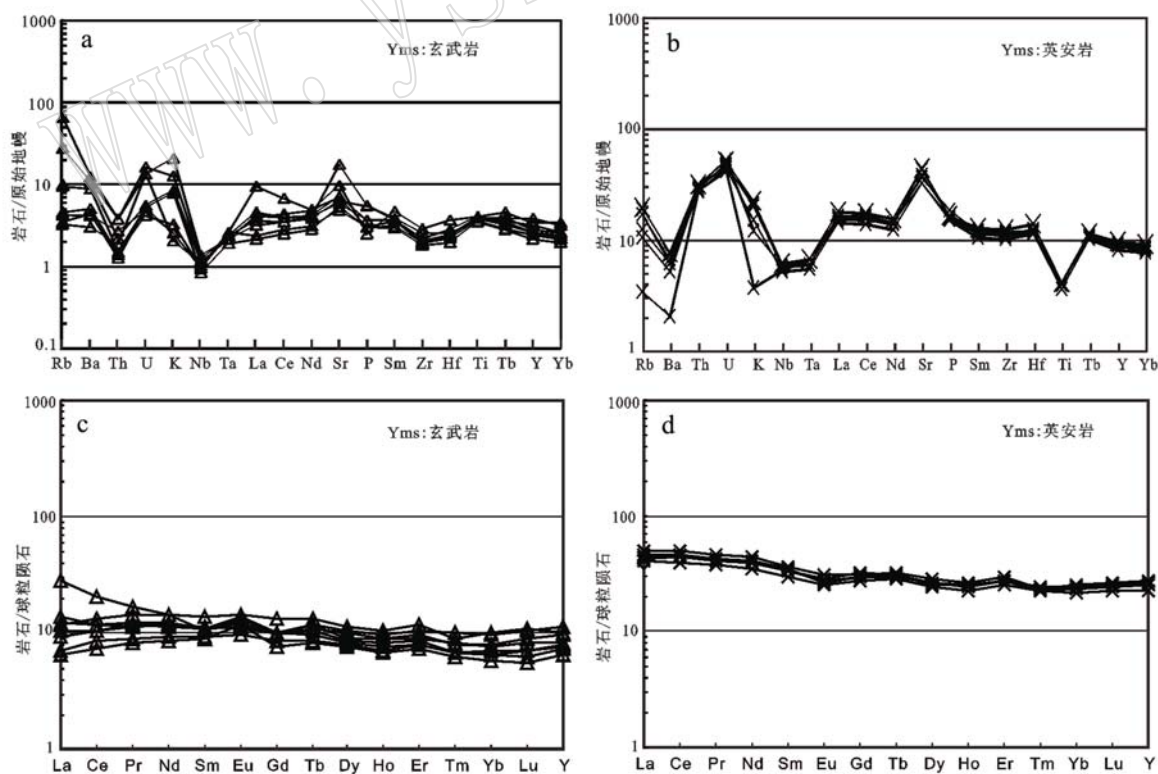 www.ys
a
Yms:玄武岩
岩石/原始地幔
1000
100
10
1
0.1
Rb Ba Th U K Nb Ta La Ce Nd Sr P Sm Zr Hf Ti Tb Y Yb
b
Yms:英安岩
岩石/原始地幔
1000
100
10
1
Rb Ba Th U K Nb Ta La Ce Nd Sr P Sm Zr Hf Ti Tb Y Yb
c
Yms:玄武岩
岩石/球粒陨石
1000
100
10
1
La Ce Pr Nd Sm Eu Gd Tb Dy Ho Er Tm Yb Lu Y
d
Yms:英安岩
岩石/球粒陨石
1000
100
10
1
La Ce Pr Nd Sm Eu Gd Tb Dy Ho Er Tm Yb Lu Y